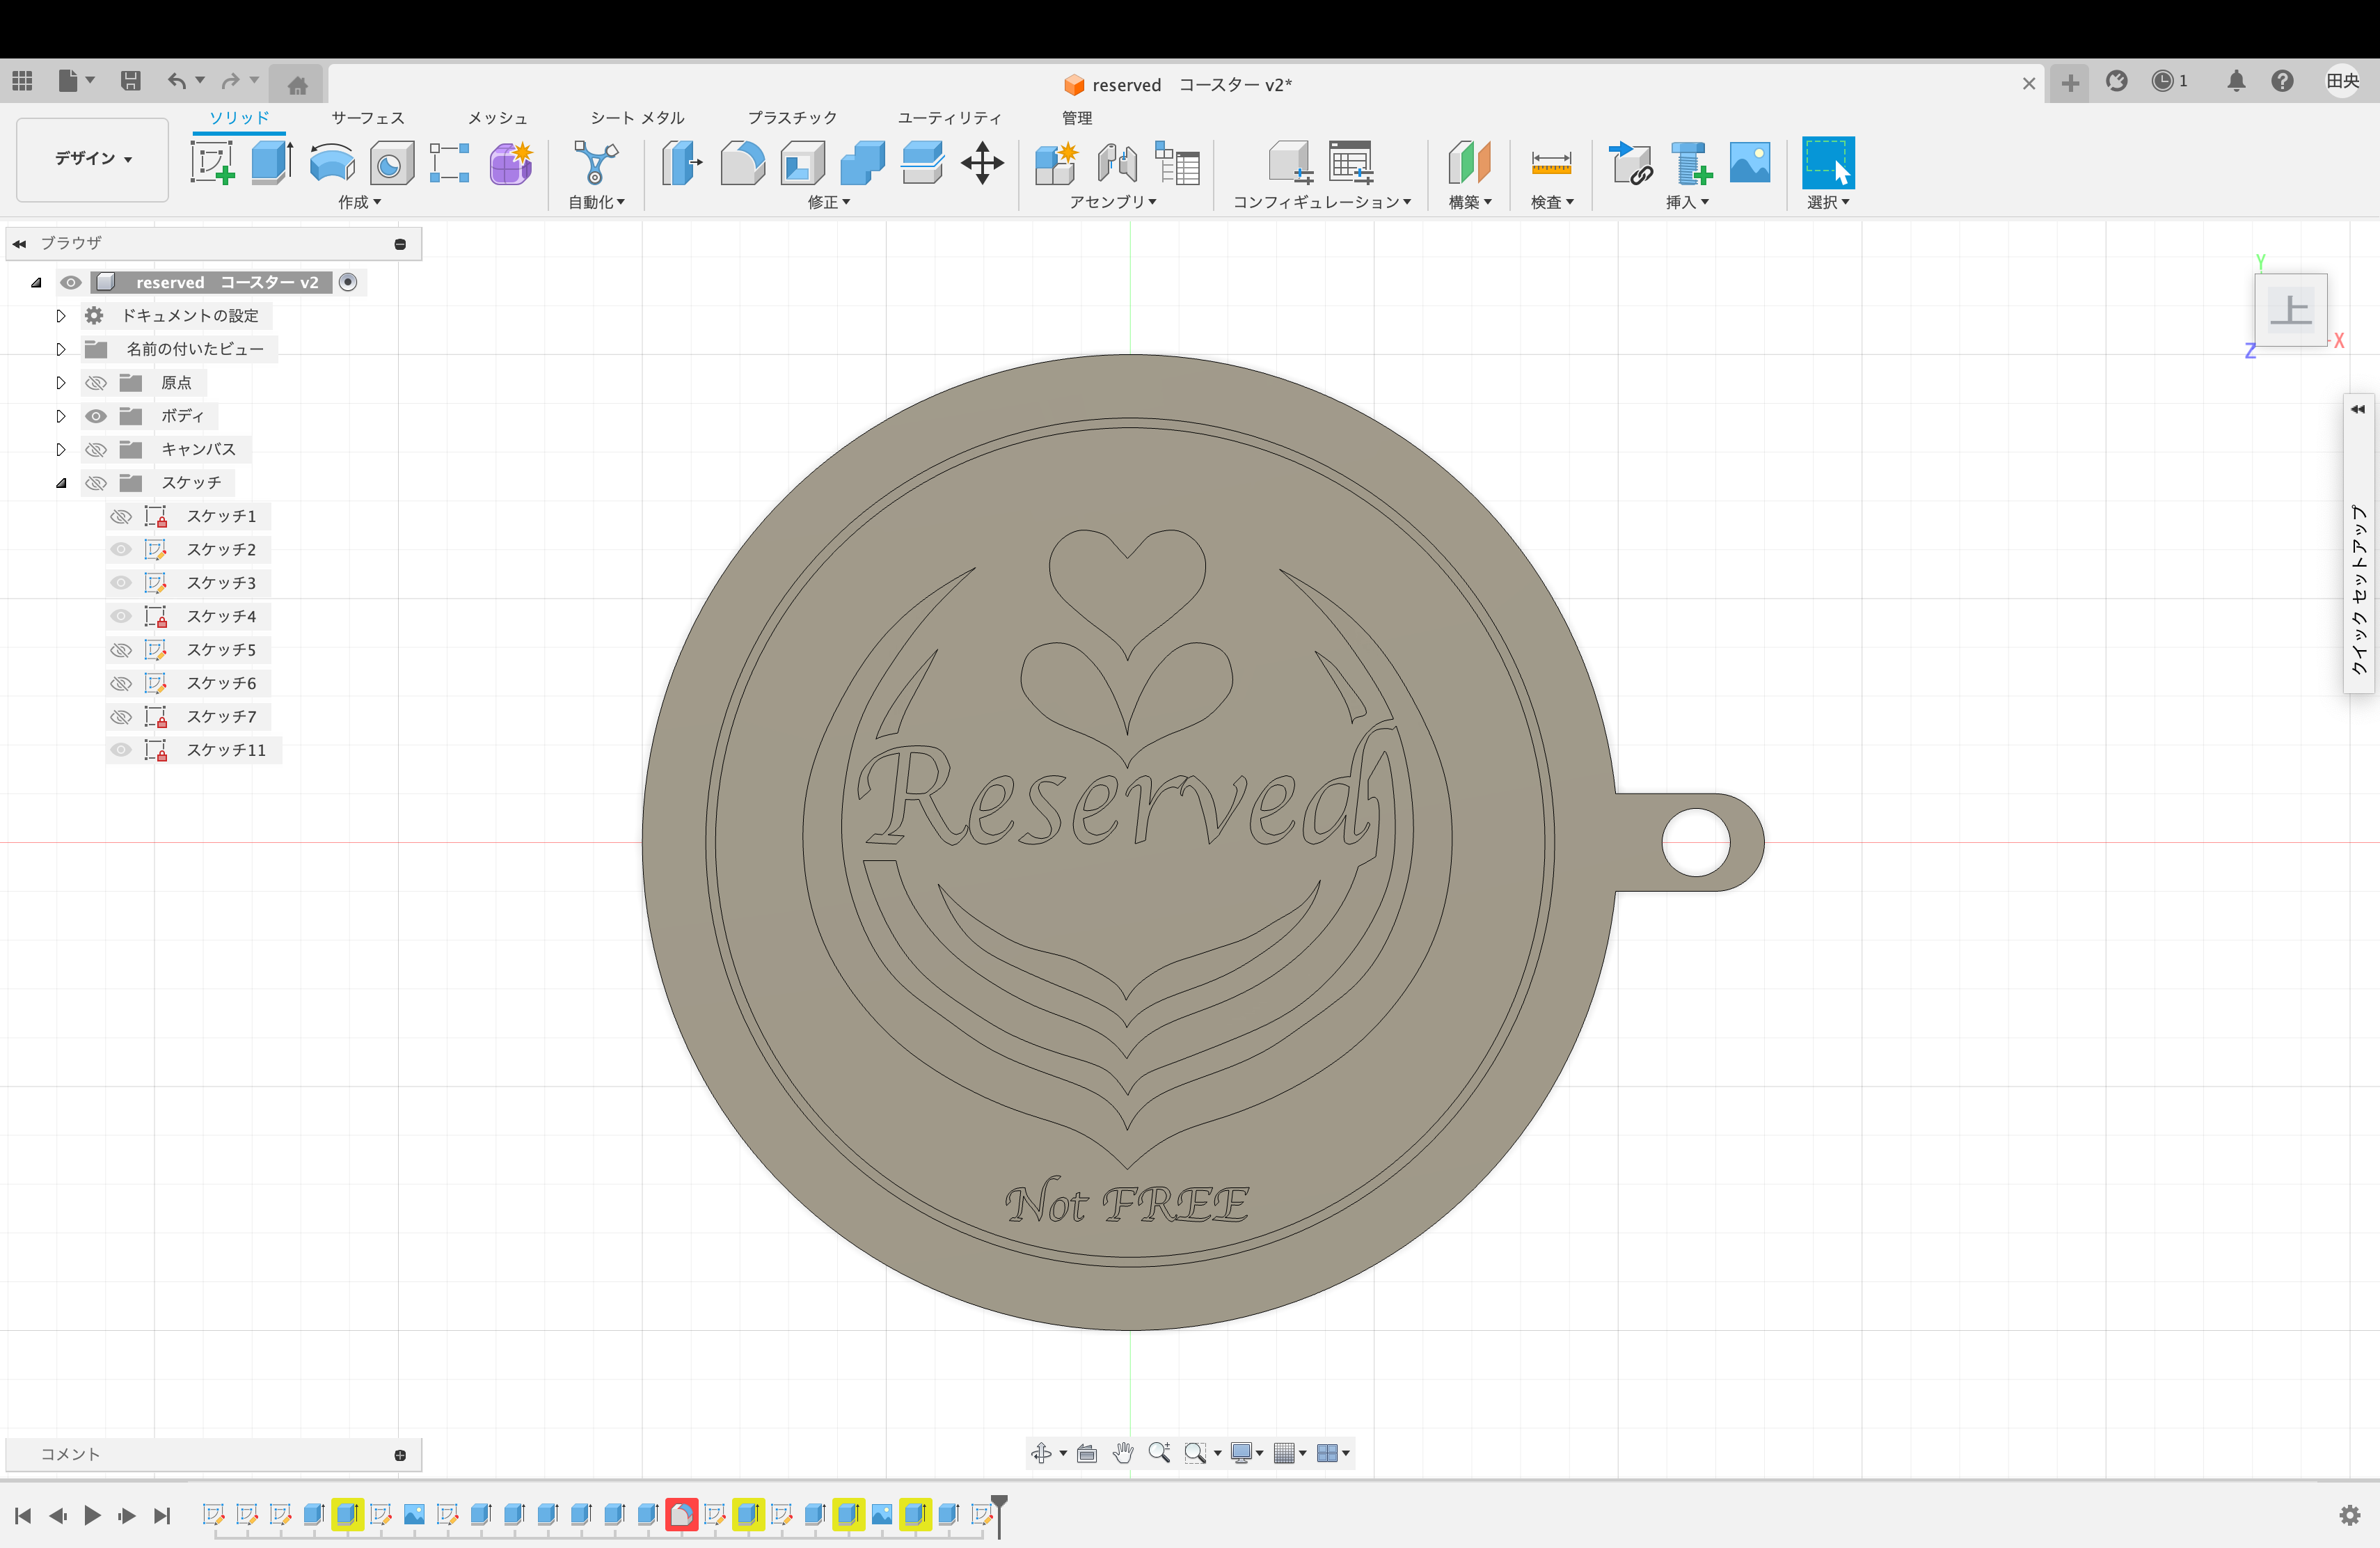 reserved　コースター v2*
1
田央
デザイン
ソリッド
サーフェス
メッシュ
シート メタル
プラスチック
ユーティリティ
管理
作成
自動化
修正
アセンブリ
コンフィギュレーション
構築
検査
挿入
選択
ブラウザ
reserved　コースター v2
ドキュメントの設定
名前の付いたビュー
原点
ボディ
キャンバス
スケッチ
スケッチ1
スケッチ2
スケッチ3
スケッチ4
スケッチ5
スケッチ6
スケッチ7
スケッチ11
Y
上
X
Z
クイック セットアップ
Reserved
Not FREE
コメント